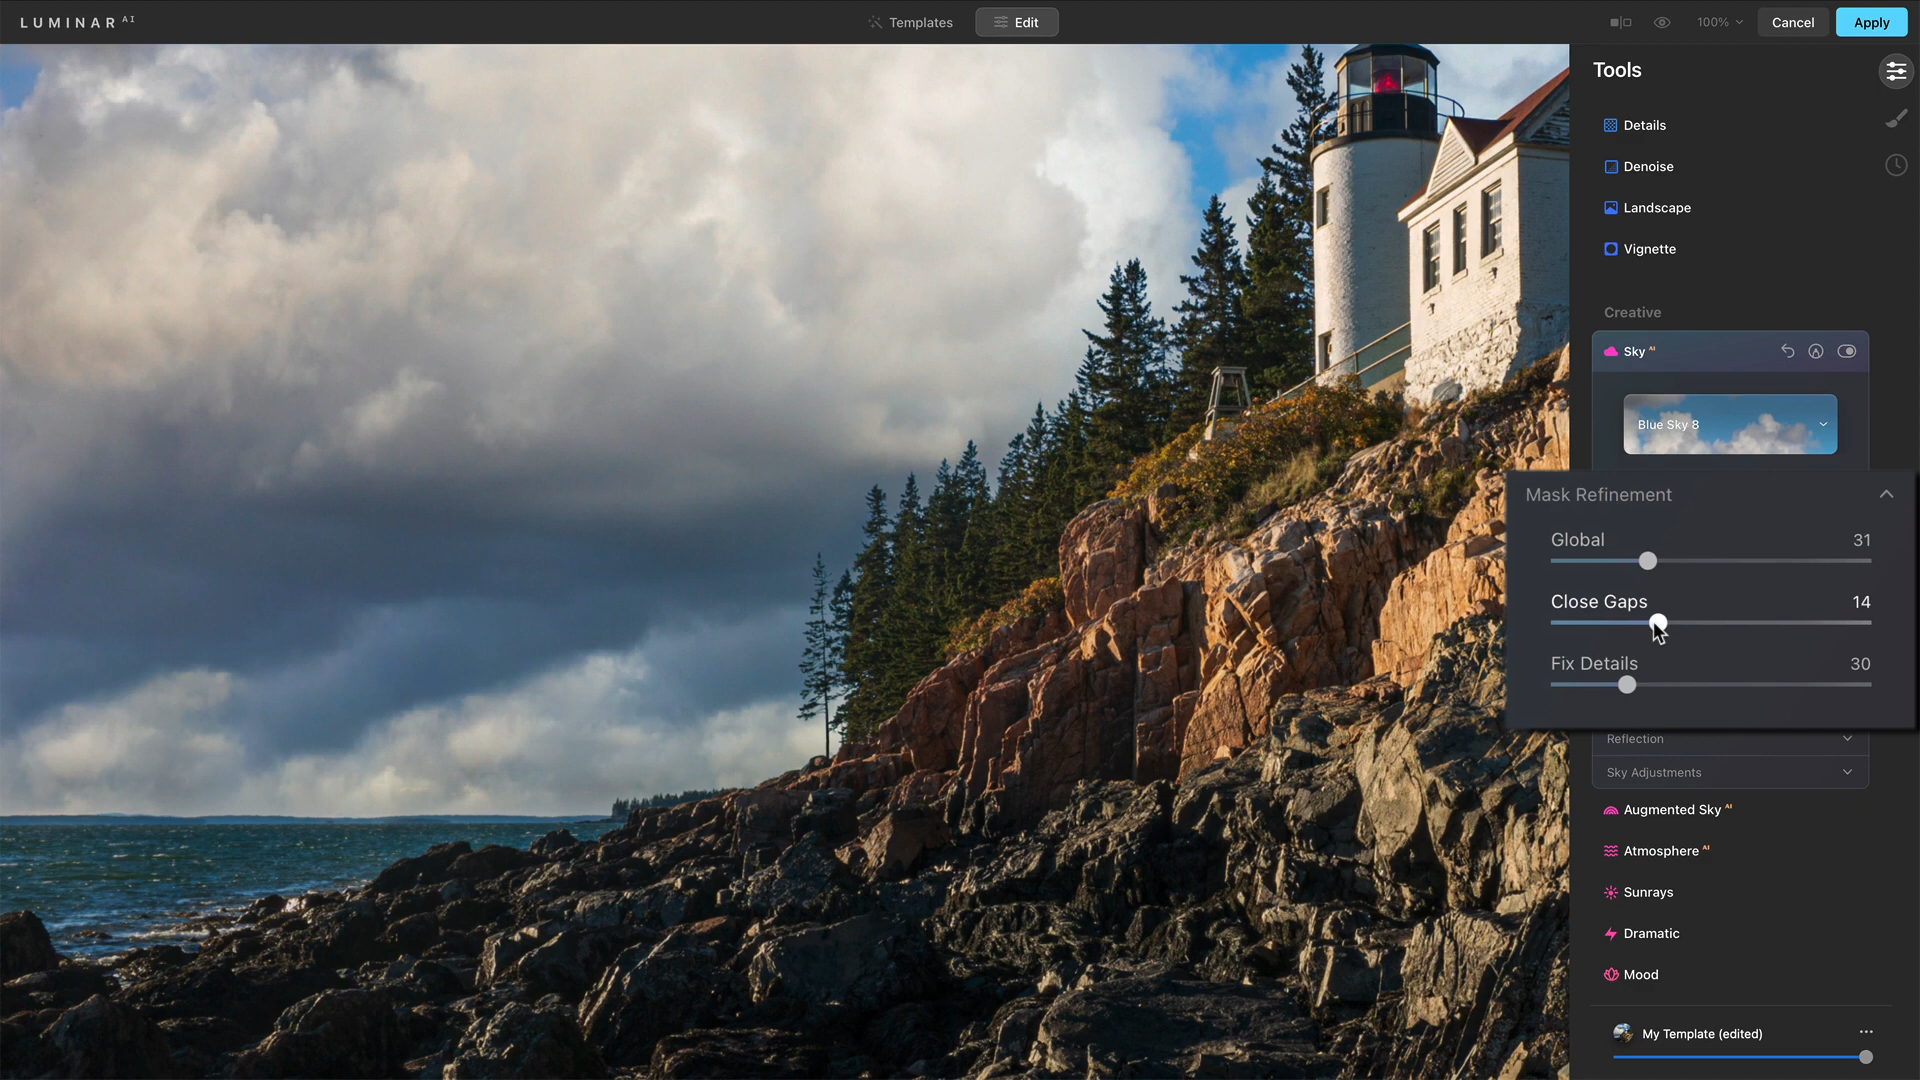 LUMINAR AI
Templates
Edit
100%
Cancel
Apply
Tools
Details
Denoise
Landscape
Vignette
Creative
Sky AI
Blue Sky 8
Mask Refinement
Global 31
Close Gaps 14
Fix Details 30
Reflection
Sky Adjustments
Augmented Sky AI
Atmosphere AI
Sunrays
Dramatic
Mood
My Template (edited)